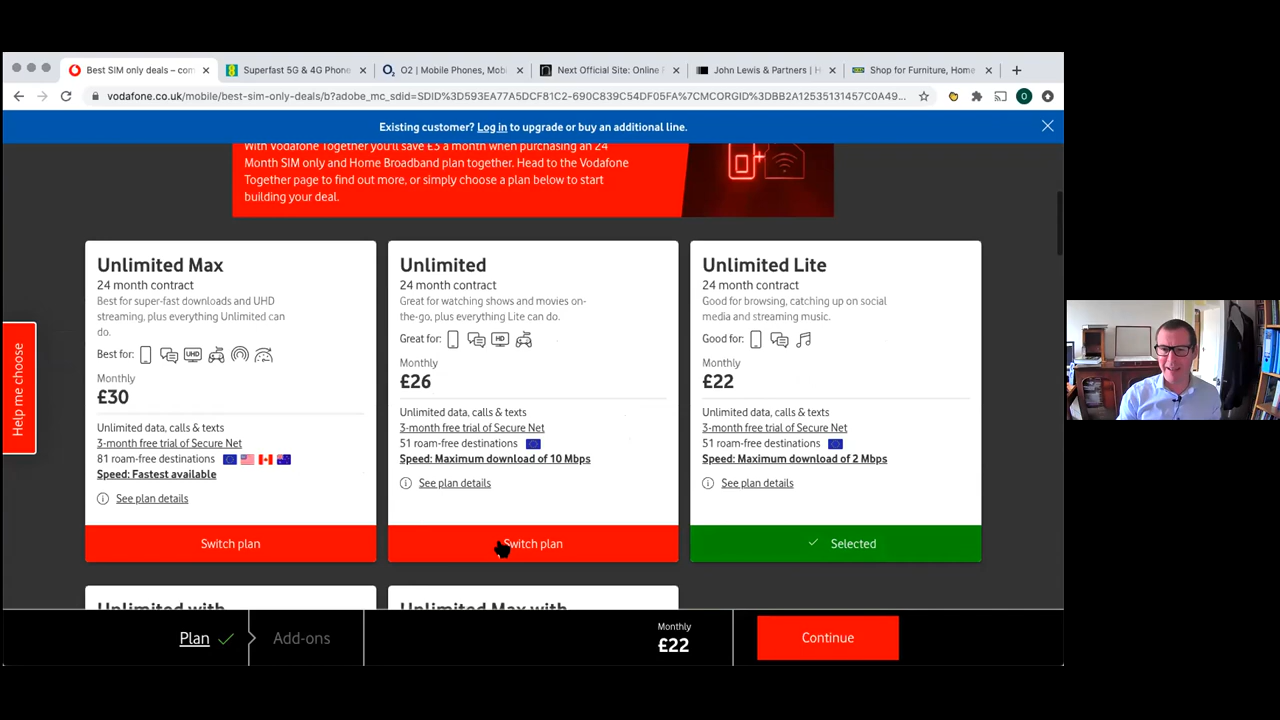 Best SIM only deals – com
Superfast 5G & 4G Phone
O2 | Mobile Phones, Mobi
Next Official Site: Online F
John Lewis & Partners | H
Shop for Furniture, Home
vodafone.co.uk/mobile/best-sim-only-deals/b?adobe_mc_sdid=SDID%3D593EA77A5DCF81C2-690C839C54DF05FA%7CMCORGID%3DBB2A12535131457C0A49...
Existing customer? Log in to upgrade or buy an additional line.
With Vodafone Together you'll save £3 a month when purchasing an 24
Month SIM only and Home Broadband plan together. Head to the Vodafone
Together page to find out more, or simply choose a plan below to start
building your deal.
Help me choose
Unlimited Max
24 month contract
Best for super-fast downloads and UHD
streaming, plus everything Unlimited can
do.
Best for:
UHD
Monthly
£30
Unlimited data, calls & texts
3-month free trial of Secure Net
81 roam-free destinations
Speed: Fastest available
See plan details
Switch plan
Unlimited
24 month contract
Great for watching shows and movies on-
the-go, plus everything Lite can do.
Great for:
HD
Monthly
£26
Unlimited data, calls & texts
3-month free trial of Secure Net
51 roam-free destinations
Speed: Maximum download of 10 Mbps
See plan details
Switch plan
Unlimited Lite
24 month contract
Good for browsing, catching up on social
media and streaming music.
Good for:
Monthly
£22
Unlimited data, calls & texts
3-month free trial of Secure Net
51 roam-free destinations
Speed: Maximum download of 2 Mbps
See plan details
Selected
Unlimited with
Unlimited Max with
Plan
Add-ons
Monthly
£22
Continue